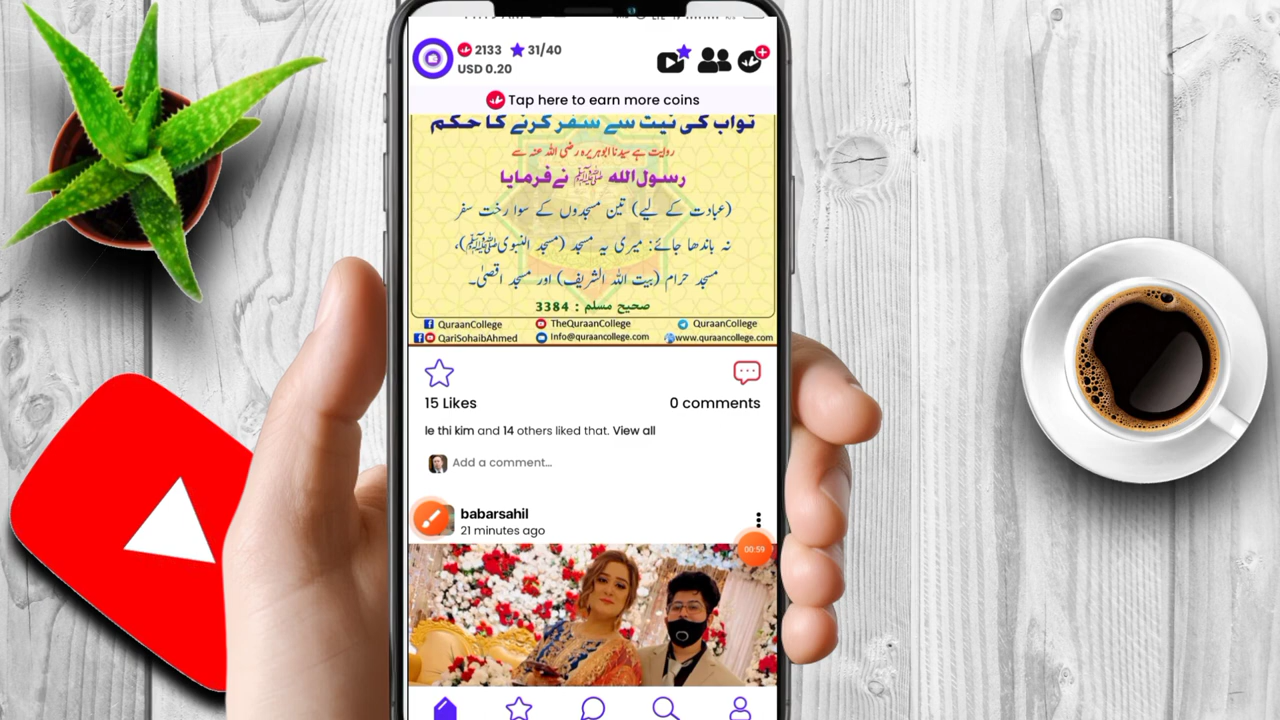 2133 31/40
USD 0.20
Tap here to earn more coins
ثواب کی نیت سے سفر کرنے کا حکم
روایت ہے سیدنا ابوہریرہ رضی اللہ عنہ سے
رسول اللہ ﷺ نے فرمایا
(عبادت کے لیے) تین مسجدوں کے سوا رخت سفر
نہ باندھا جائے: میری یہ مسجد (مسجد النبوی ﷺ)،
مسجد حرام (بیت اللہ الشریف) اور مسجد اقصیٰ۔
صحیح مسلم : 3384
QuraanCollege TheQuraanCollege QuraanCollege
QariSohaibAhmed Info@quraancollege.com www.quraancollege.com
15 Likes 0 comments
le thi kim and 14 others liked that. View all
Add a comment...
babarsahil
21 minutes ago
00:59